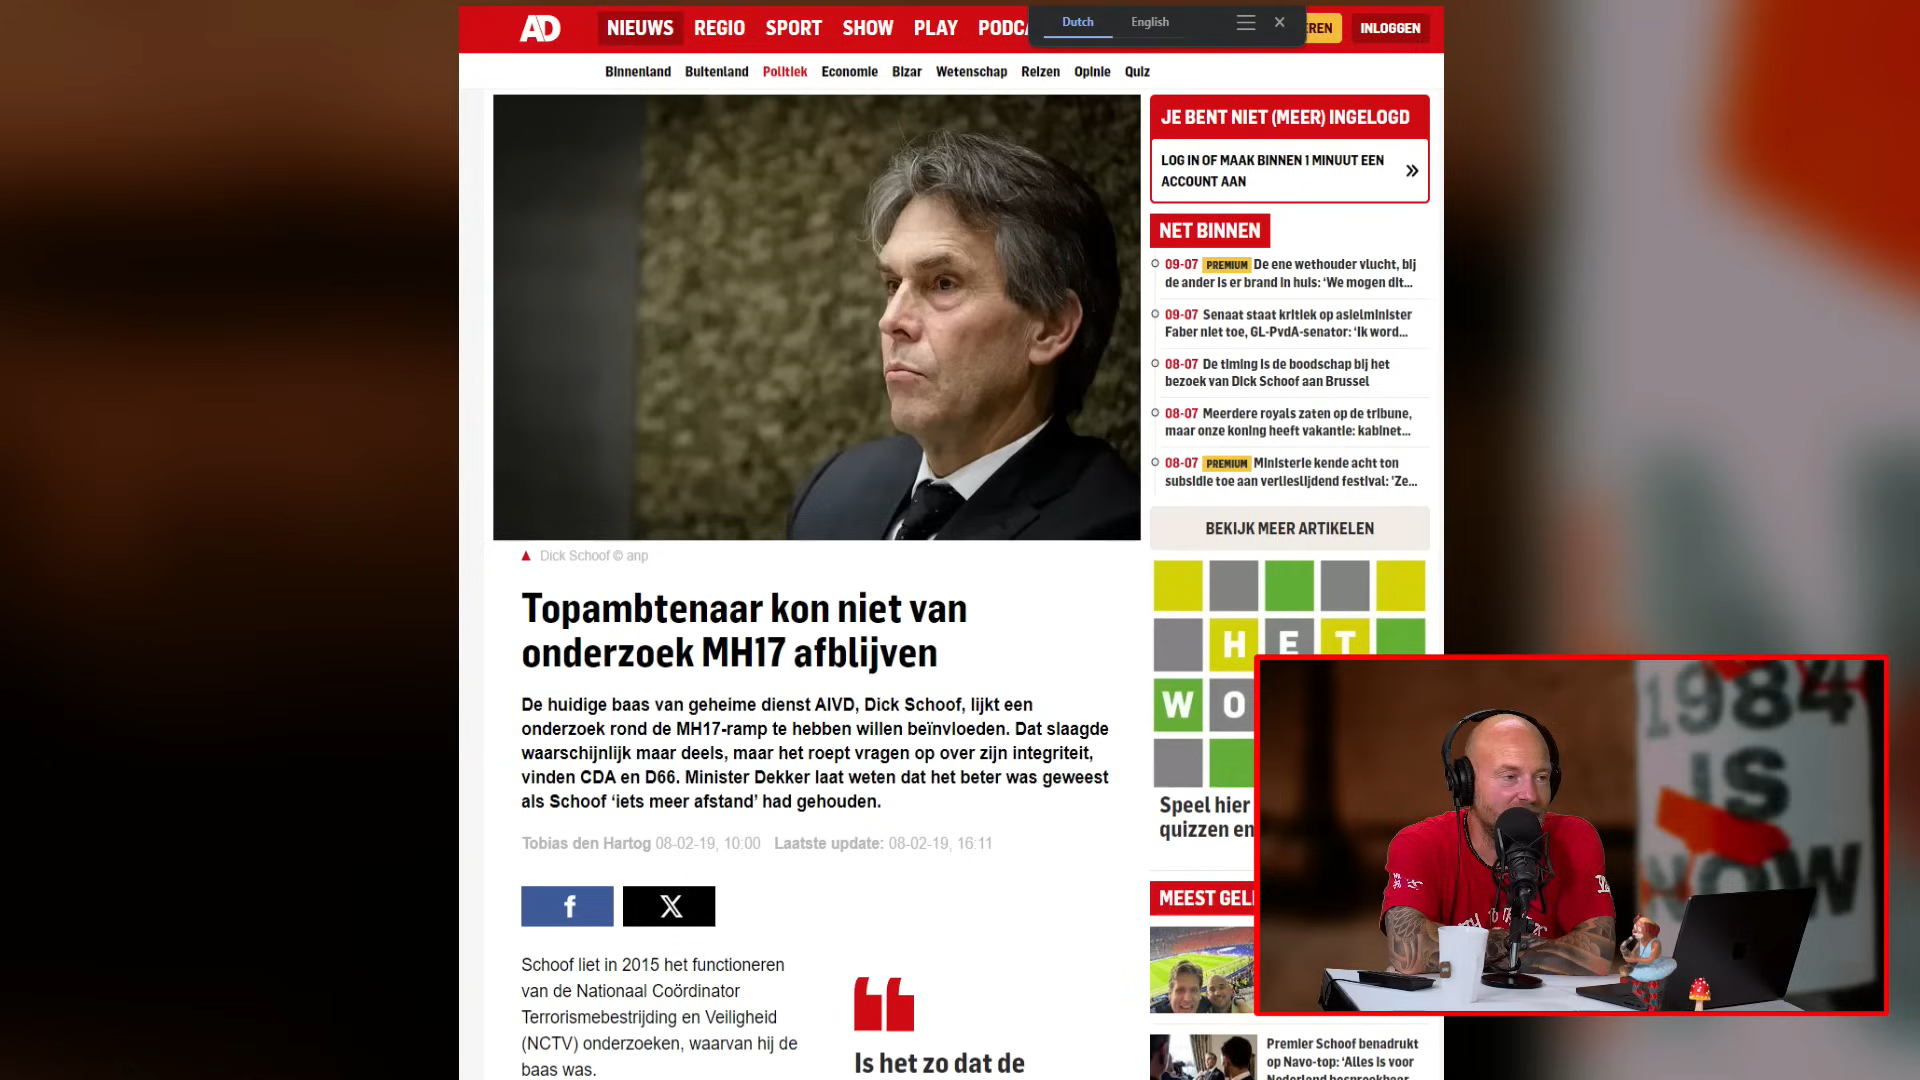 AD
NIEUWS
REGIO
SPORT
SHOW
PLAY
Dutch
English
INLOGGEN
Binnenland
Buitenland
Politiek
Economie
Bizar
Wetenschap
Reizen
Opinie
Quiz
Dick Schoof © anp
Topambtenaar kon niet van
onderzoek MH17 afblijven
De huidige baas van geheime dienst AIVD, Dick Schoof, lijkt een
onderzoek rond de MH17-ramp te hebben willen beïnvloeden. Dat slaagde
waarschijnlijk maar deels, maar het roept vragen op over zijn integriteit,
vinden CDA en D66. Minister Dekker laat weten dat het beter was geweest
als Schoof ‘iets meer afstand’ had gehouden.
Tobias den Hartog 08-02-19, 10:00 Laatste update: 08-02-19, 16:11
Schoof liet in 2015 het functioneren
van de Nationaal Coördinator
Terrorismebestrijding en Veiligheid
(NCTV) onderzoeken, waarvan hij de
baas was.
Is het zo dat de
JE BENT NIET (MEER) INGELOGD
LOG IN OF MAAK BINNEN 1 MINUUT EEN
ACCOUNT AAN
NET BINNEN
09-07 PREMIUM De ene wethouder vlucht, bij
de ander is er brand in huis: ‘We mogen dit...
09-07 Senaat staat kritiek op asielminister
Faber niet toe, GL-PvdA-senator: ‘Ik word...
08-07 De timing is de boodschap bij het
bezoek van Dick Schoof aan Brussel
08-07 Meerdere royals zaten op de tribune,
maar onze koning heeft vakantie: kabinet...
08-07 PREMIUM Ministerie kende acht ton
subsidie toe aan verlieslijdend festival: ‘Ze...
BEKIJK MEER ARTIKELEN
HET
WO
Speel hier
quizzen en
MEEST GEL
Premier Schoof benadrukt
op Navo-top: ‘Alles is voor
1984
IS
NOW